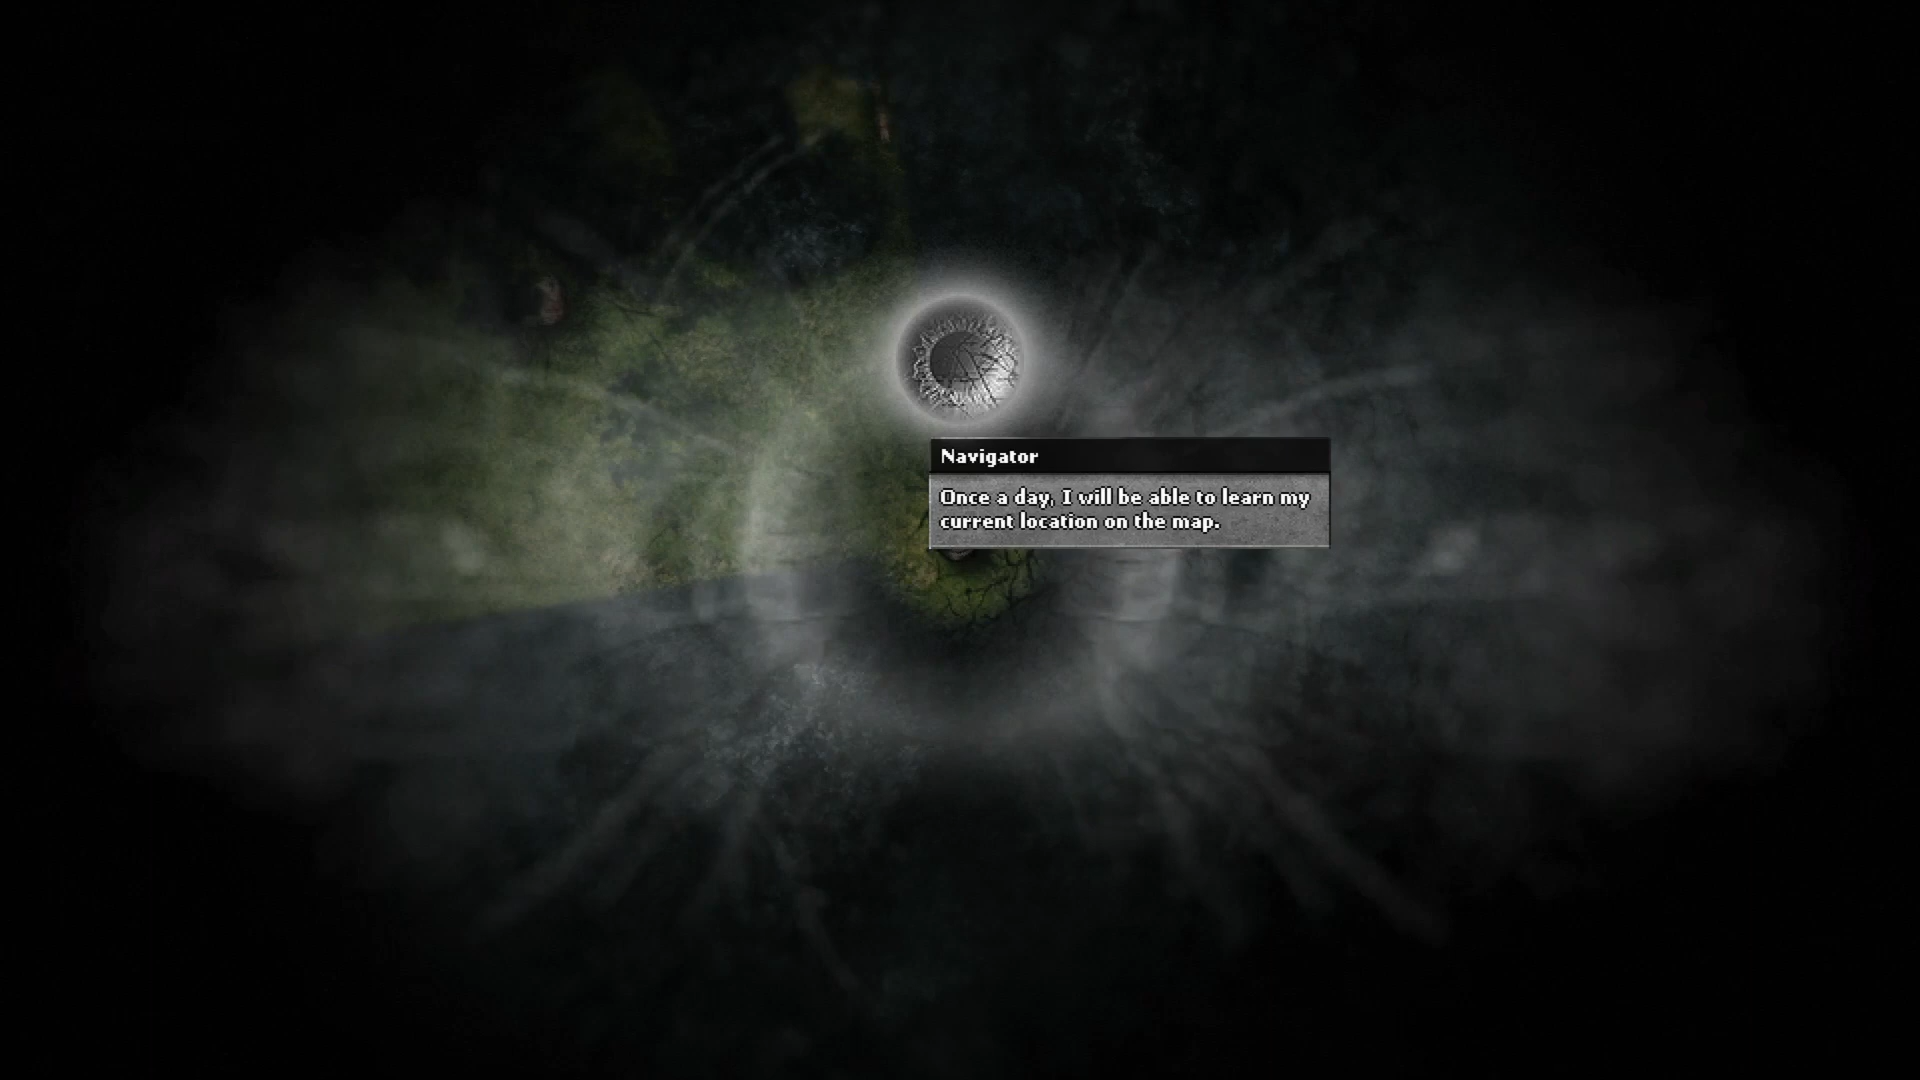 Navigator
Once a day, I will be able to learn my
current location on the map.